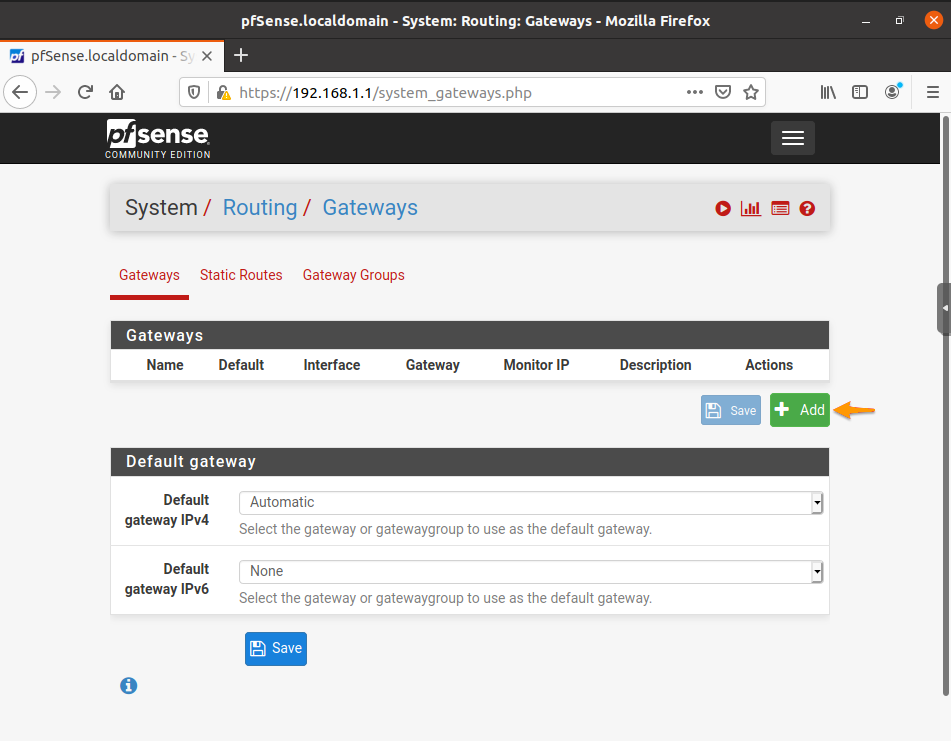 pfSense.localdomain - System: Routing: Gateways - Mozilla Firefox
pfSense.localdomain - Sy
https://192.168.1.1/system_gateways.php
pfsense
COMMUNITY EDITION
System / Routing / Gateways
Gateways Static Routes Gateway Groups
Gateways
Name Default Interface Gateway Monitor IP Description Actions
Save Add
Default gateway
Default gateway IPv4
Automatic
Select the gateway or gatewaygroup to use as the default gateway.
Default gateway IPv6
None
Select the gateway or gatewaygroup to use as the default gateway.
Save